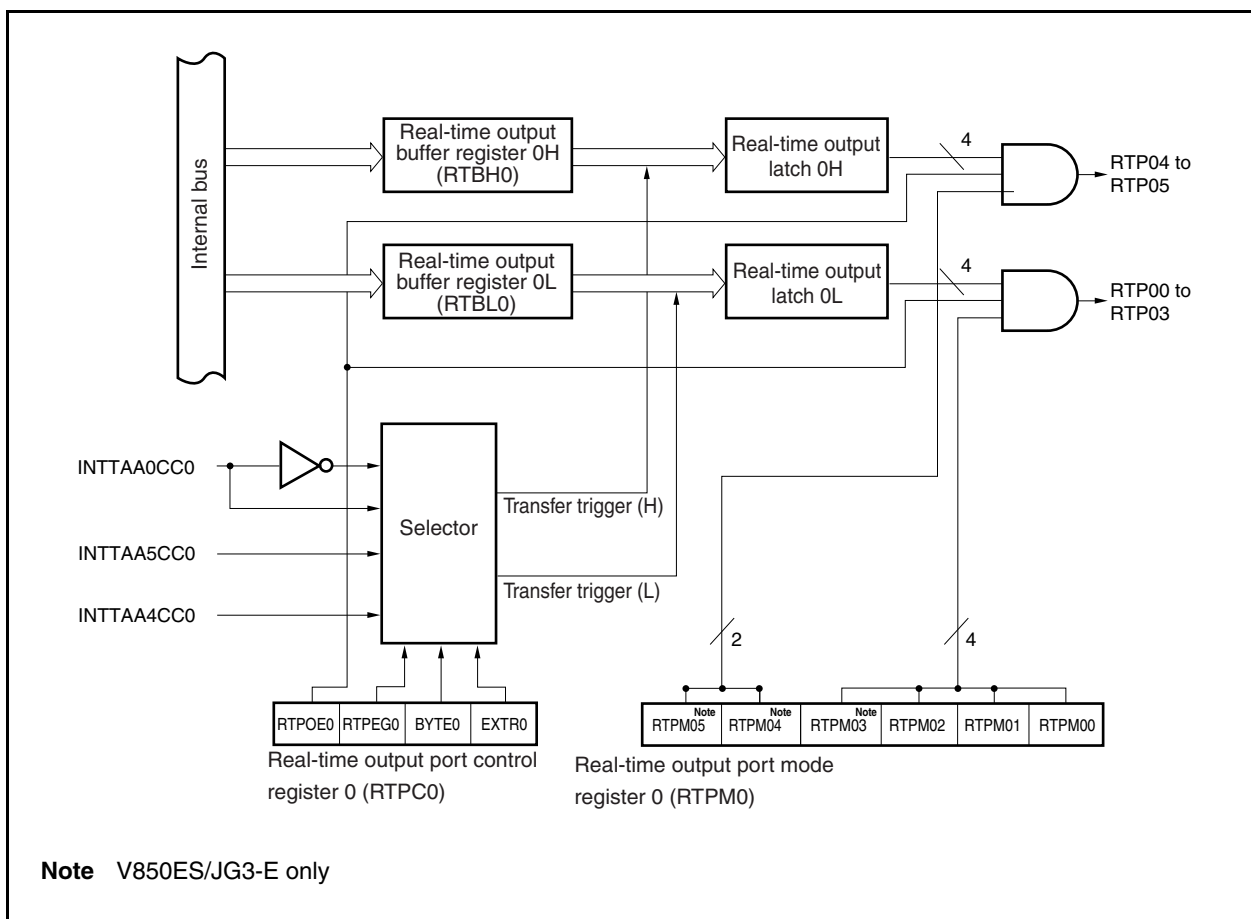 Internal bus
Real-time output
buffer register 0H
(RTBH0)
Real-time output
latch 0H
4
RTP04 to
RTP05
Real-time output
buffer register 0L
(RTBL0)
Real-time output
latch 0L
4
RTP00 to
RTP03
INTTAA0CC0
INTTAA5CC0
INTTAA4CC0
Selector
Transfer trigger (H)
Transfer trigger (L)
2
4
RTPOE0 RTPEG0 BYTE0 EXTR0
Real-time output port control
register 0 (RTPC0)
RTPM05 Note RTPM04 Note RTPM03 Note RTPM02 RTPM01 RTPM00
Real-time output port mode
register 0 (RTPM0)
Note V850ES/JG3-E only